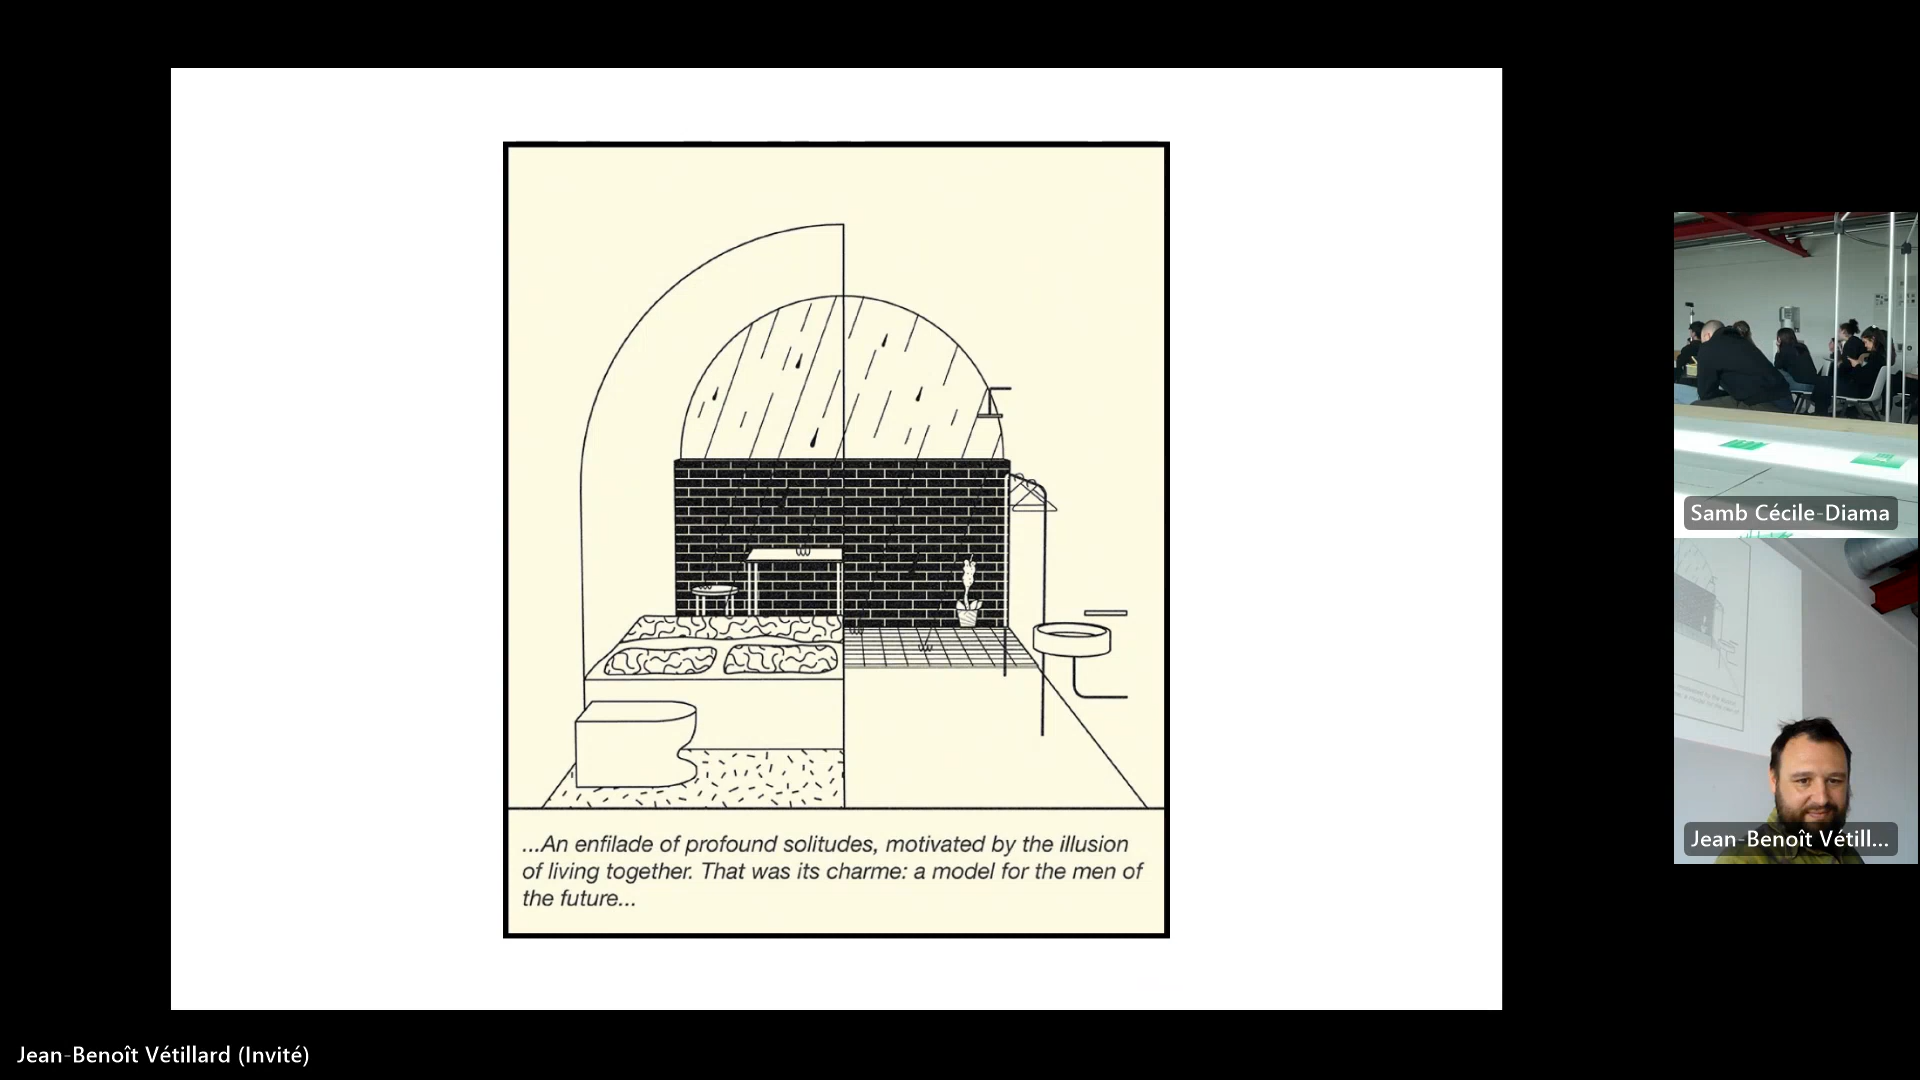 ...An enfilade of profound solitudes, motivated by the illusion
of living together. That was its charme: a model for the men of
the future...
Samb Cécile-Diama
Jean-Benoît Vétill...
Jean-Benoît Vétillard (Invité)